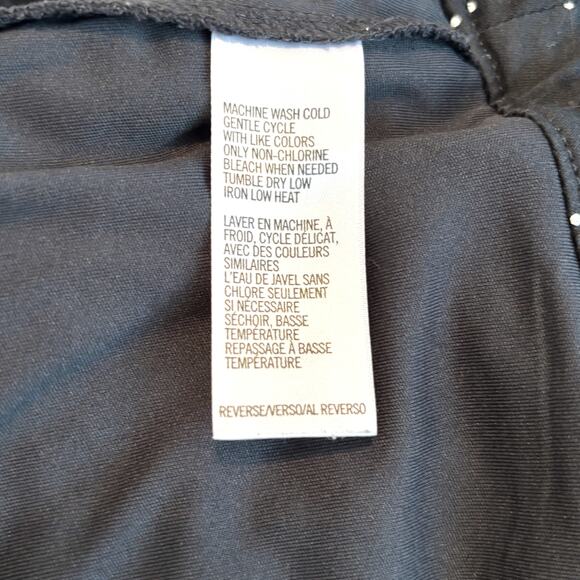 MACHINE WASH COLD
GENTLE CYCLE
WITH LIKE COLORS
ONLY NON-CHLORINE
BLEACH WHEN NEEDED
TUMBLE DRY LOW
IRON LOW HEAT
LAVER EN MACHINE, À
FROID, CYCLE DÉLICAT,
AVEC DES COULEURS
SIMILAIRES
L'EAU DE JAVEL SANS
CHLORE SEULEMENT
SI NÉCESSAIRE
SÉCHOIR, BASSE
TEMPÉRATURE
REPASSAGE À BASSE
TEMPÉRATURE
REVERSE/VERSO/AL REVERSO